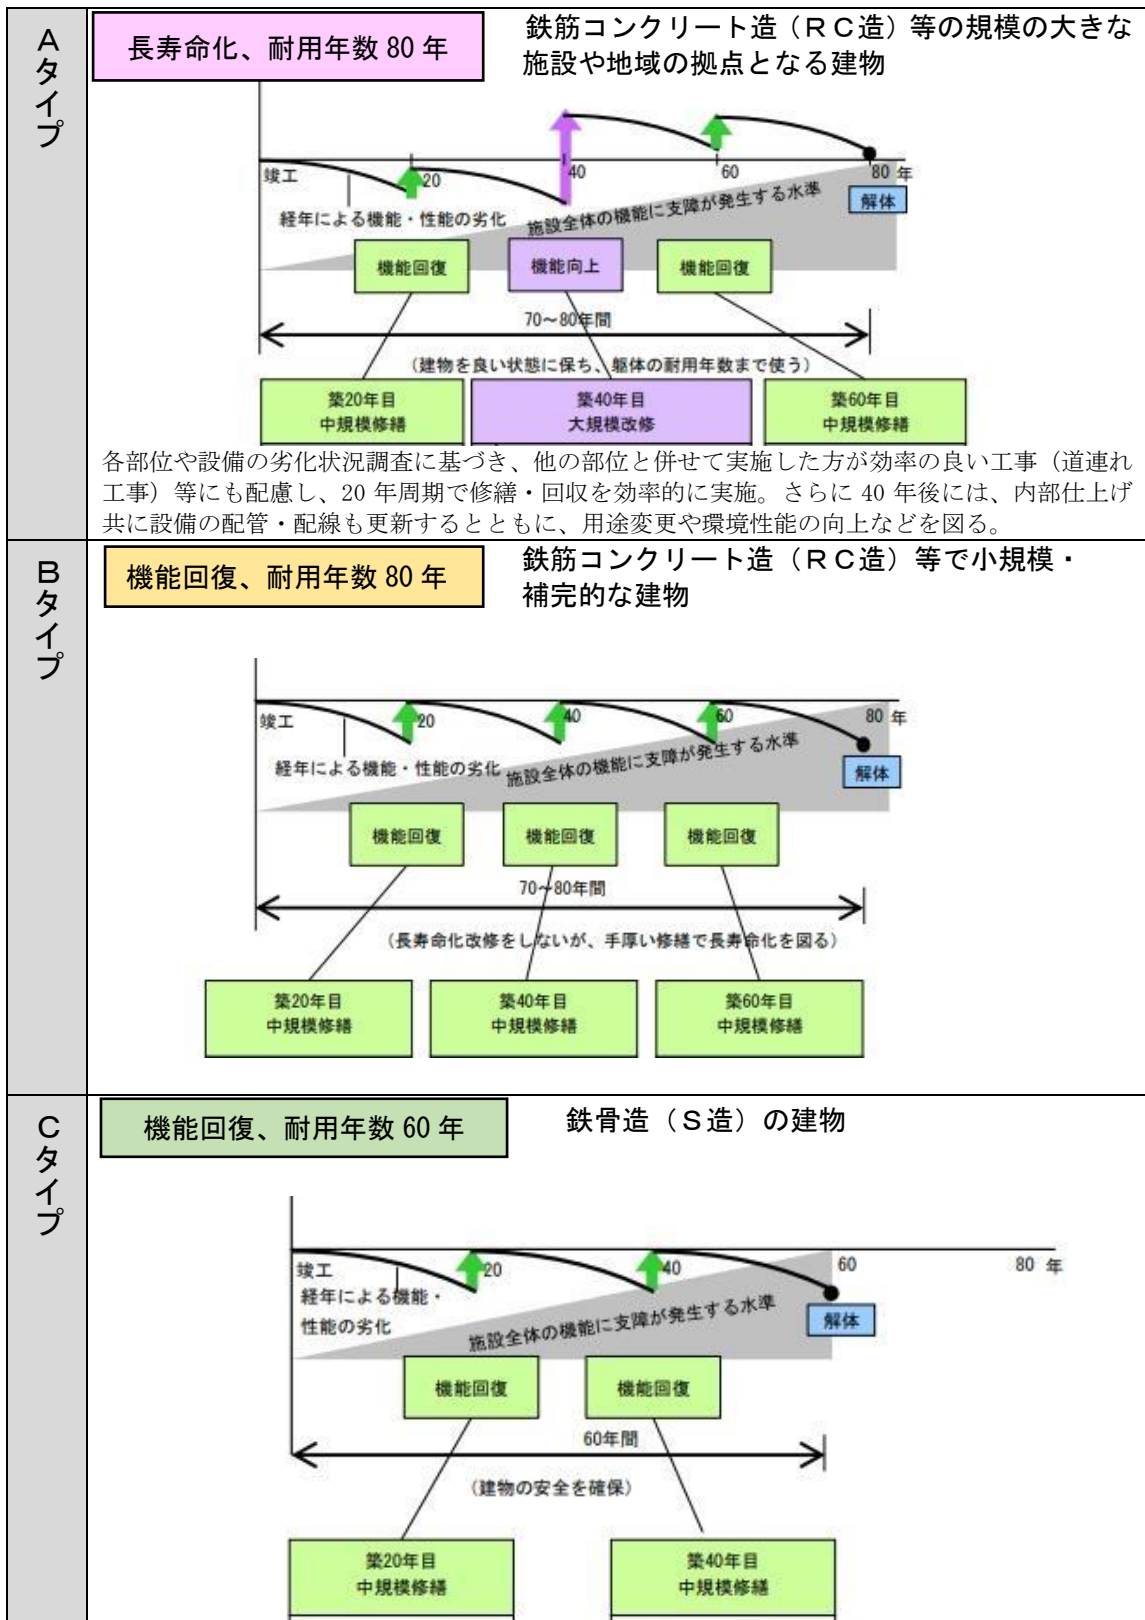 Aタイプ
長寿命化、耐用年数 80 年
鉄筋コンクリート造（ＲＣ造）等の規模の大きな
施設や地域の拠点となる建物
竣工
20
40
60
80 年
経年による機能・性能の劣化
施設全体の機能に支障が発生する水準
解体
機能回復
機能向上
機能回復
70～80年間
（建物を良い状態に保ち、躯体の耐用年数まで使う）
築20年目
中規模修繕
築40年目
大規模改修
築60年目
中規模修繕
各部位や設備の劣化状況調査に基づき、他の部位と併せて実施した方が効率の良い工事（道連れ
工事）等にも配慮し、20 年周期で修繕・回収を効率的に実施。さらに 40 年後には、内部仕上げ
共に設備の配管・配線も更新するとともに、用途変更や環境性能の向上などを図る。
Bタイプ
機能回復、耐用年数 80 年
鉄筋コンクリート造（ＲＣ造）等で小規模・
補完的な建物
竣工
20
40
60
80 年
経年による機能・性能の劣化
施設全体の機能に支障が発生する水準
解体
機能回復
機能回復
機能回復
70～80年間
（長寿命化改修をしないが、手厚い修繕で長寿命化を図る）
築20年目
中規模修繕
築40年目
中規模修繕
築60年目
中規模修繕
Cタイプ
機能回復、耐用年数 60 年
鉄骨造（Ｓ造）の建物
竣工
20
40
60
80 年
経年による機能・
性能の劣化
施設全体の機能に支障が発生する水準
解体
機能回復
機能回復
60年間
（建物の安全を確保）
築20年目
中規模修繕
築40年目
中規模修繕